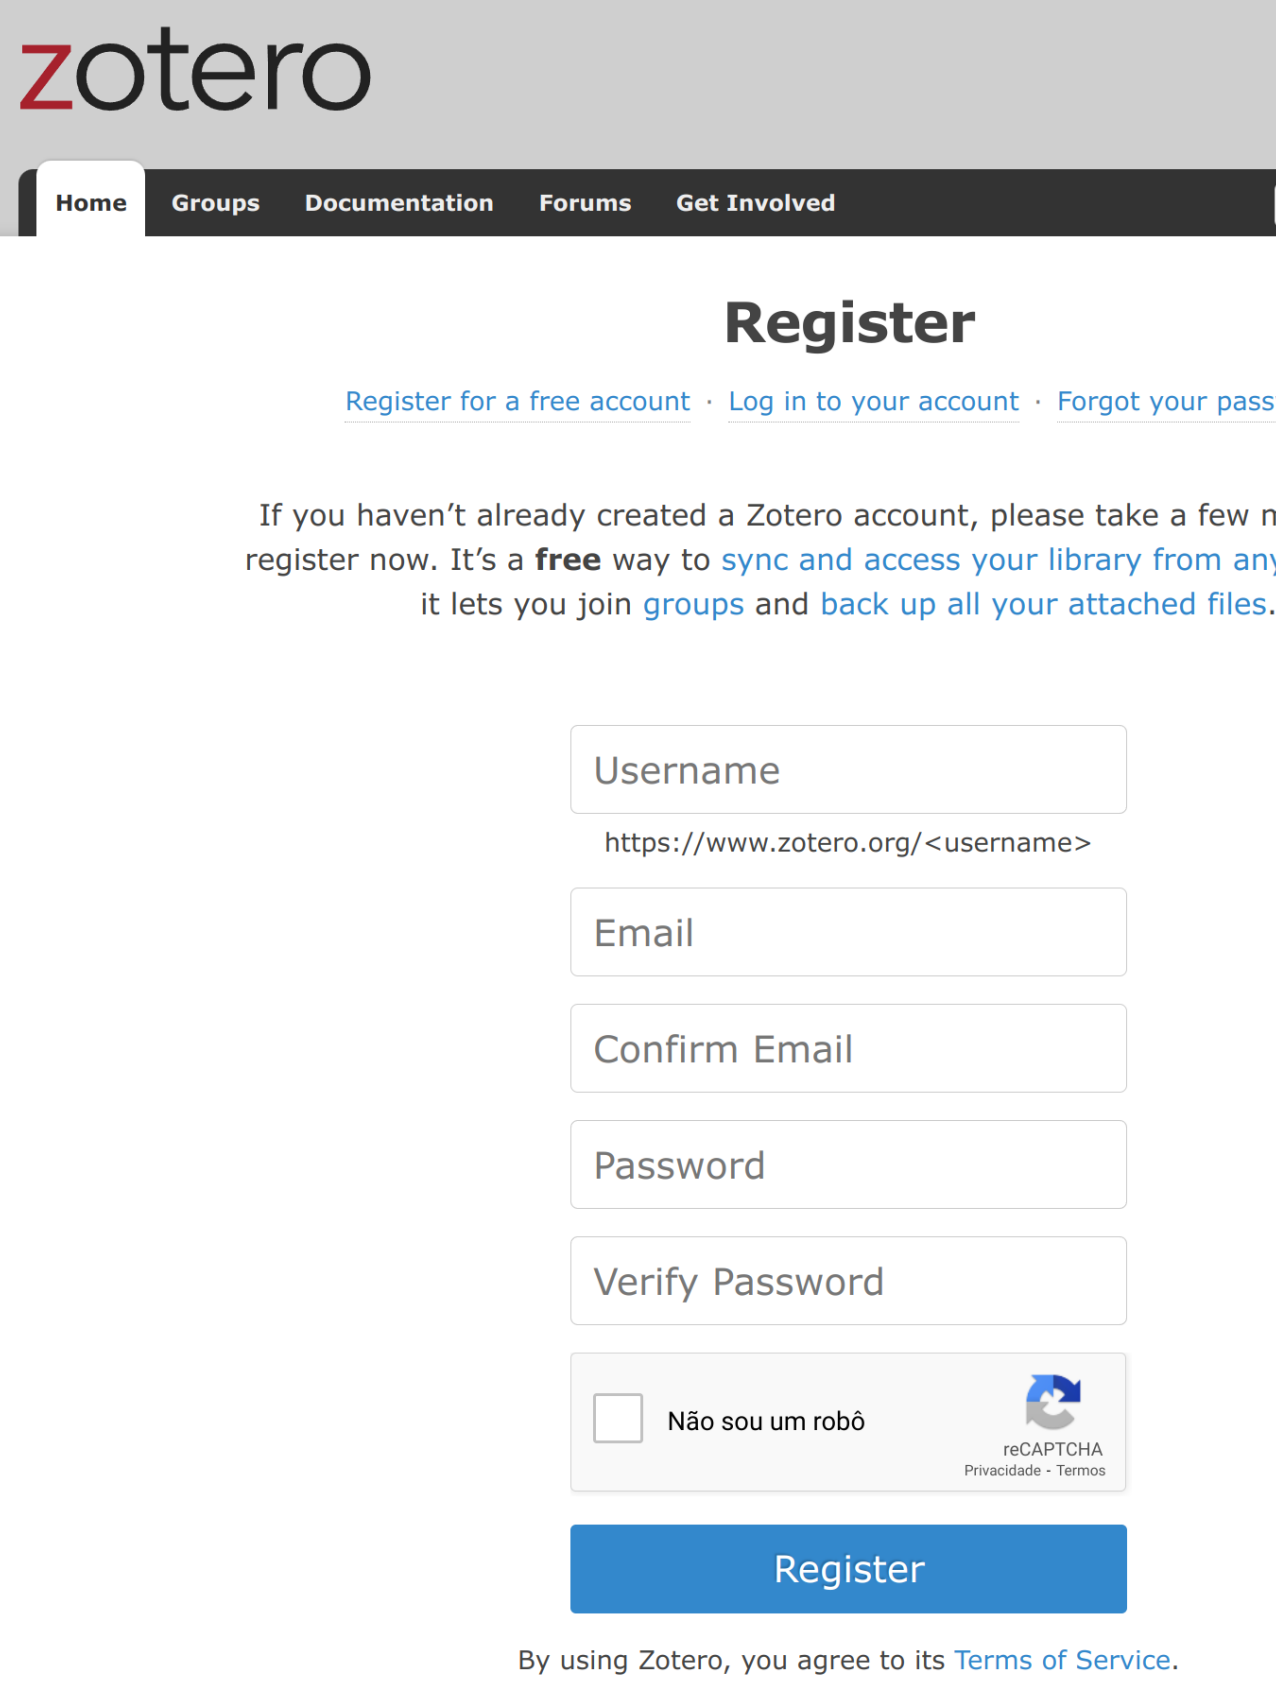 zotero
Home Groups Documentation Forums Get Involved
Register
Register for a free account · Log in to your account · Forgot your pass
If you haven’t already created a Zotero account, please take a few
register now. It’s a free way to sync and access your library from any
it lets you join groups and back up all your attached files.
Username
https://www.zotero.org/<username>
Email
Confirm Email
Password
Verify Password
Não sou um robô
reCAPTCHA
Privacidade - Termos
Register
By using Zotero, you agree to its Terms of Service.